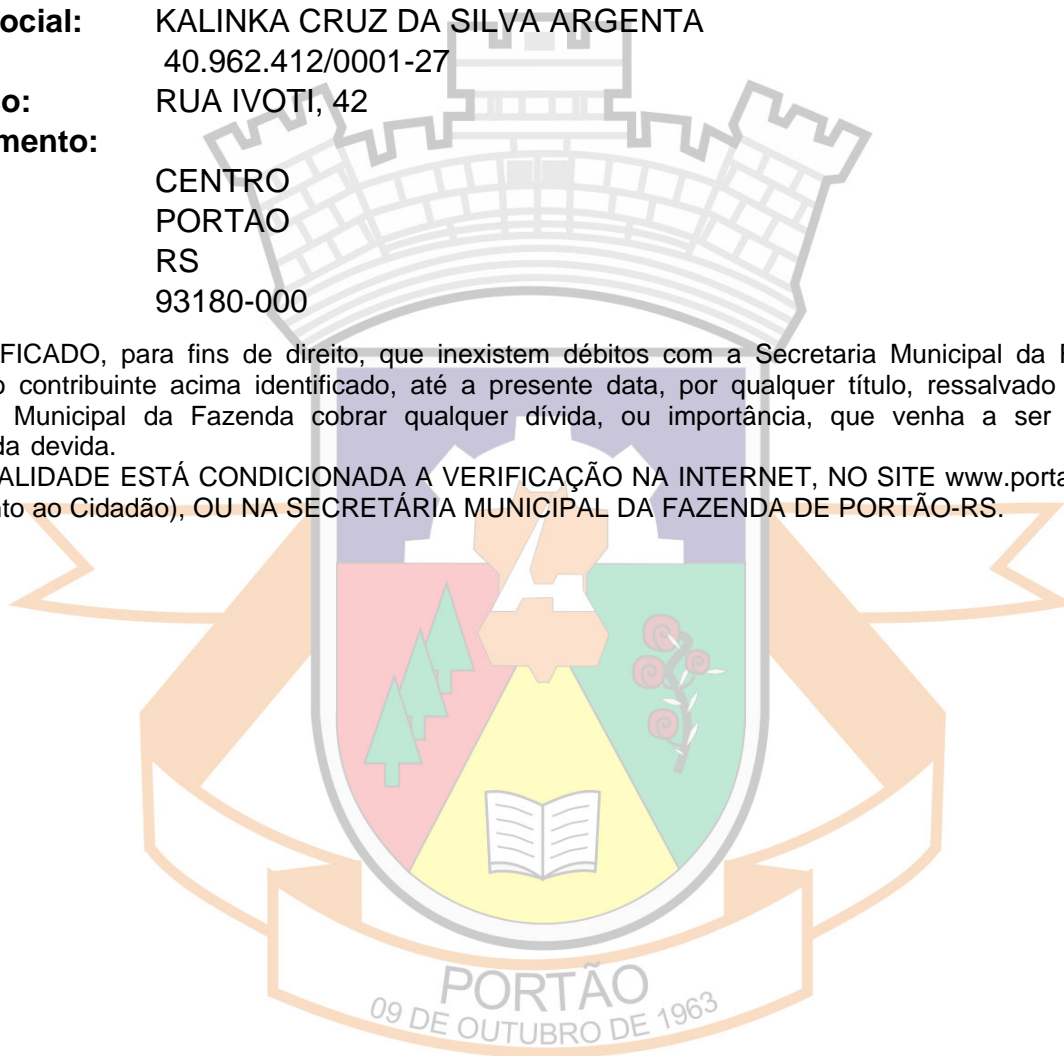 ocial: KALINKA CRUZ DA SILVA ARGENTA
40.962.412/0001-27
o: RUA IVOTI, 42
mento:
CENTRO
PORTAO
RS
93180-000
FICADO, para fins de direito, que inexistem débitos com a Secretaria Municipal da
o contribuinte acima identificado, até a presente data, por qualquer título, ressalvado
Municipal da Fazenda cobrar qualquer dívida, ou importância, que venha a ser
da devida.
ALIDADE ESTÁ CONDICIONADA A VERIFICAÇÃO NA INTERNET, NO SITE www.porta
to ao Cidadão), OU NA SECRETÁRIA MUNICIPAL DA FAZENDA DE PORTÃO-RS.
PORTÃO
09 DE OUTUBRO DE 1963